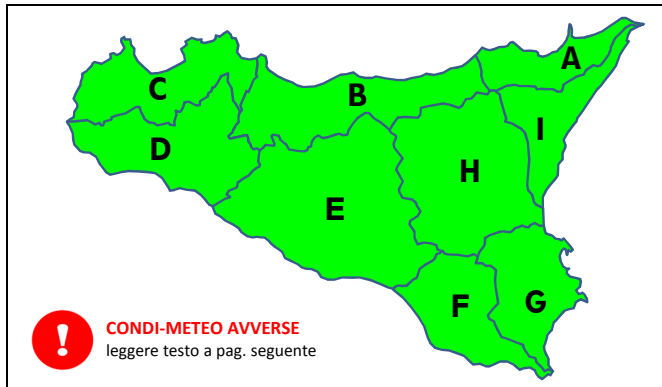 A
B
C
I
D
H
E
F
G
!
CONDI-METEO AVVERSE
leggere testo a pag. seguente